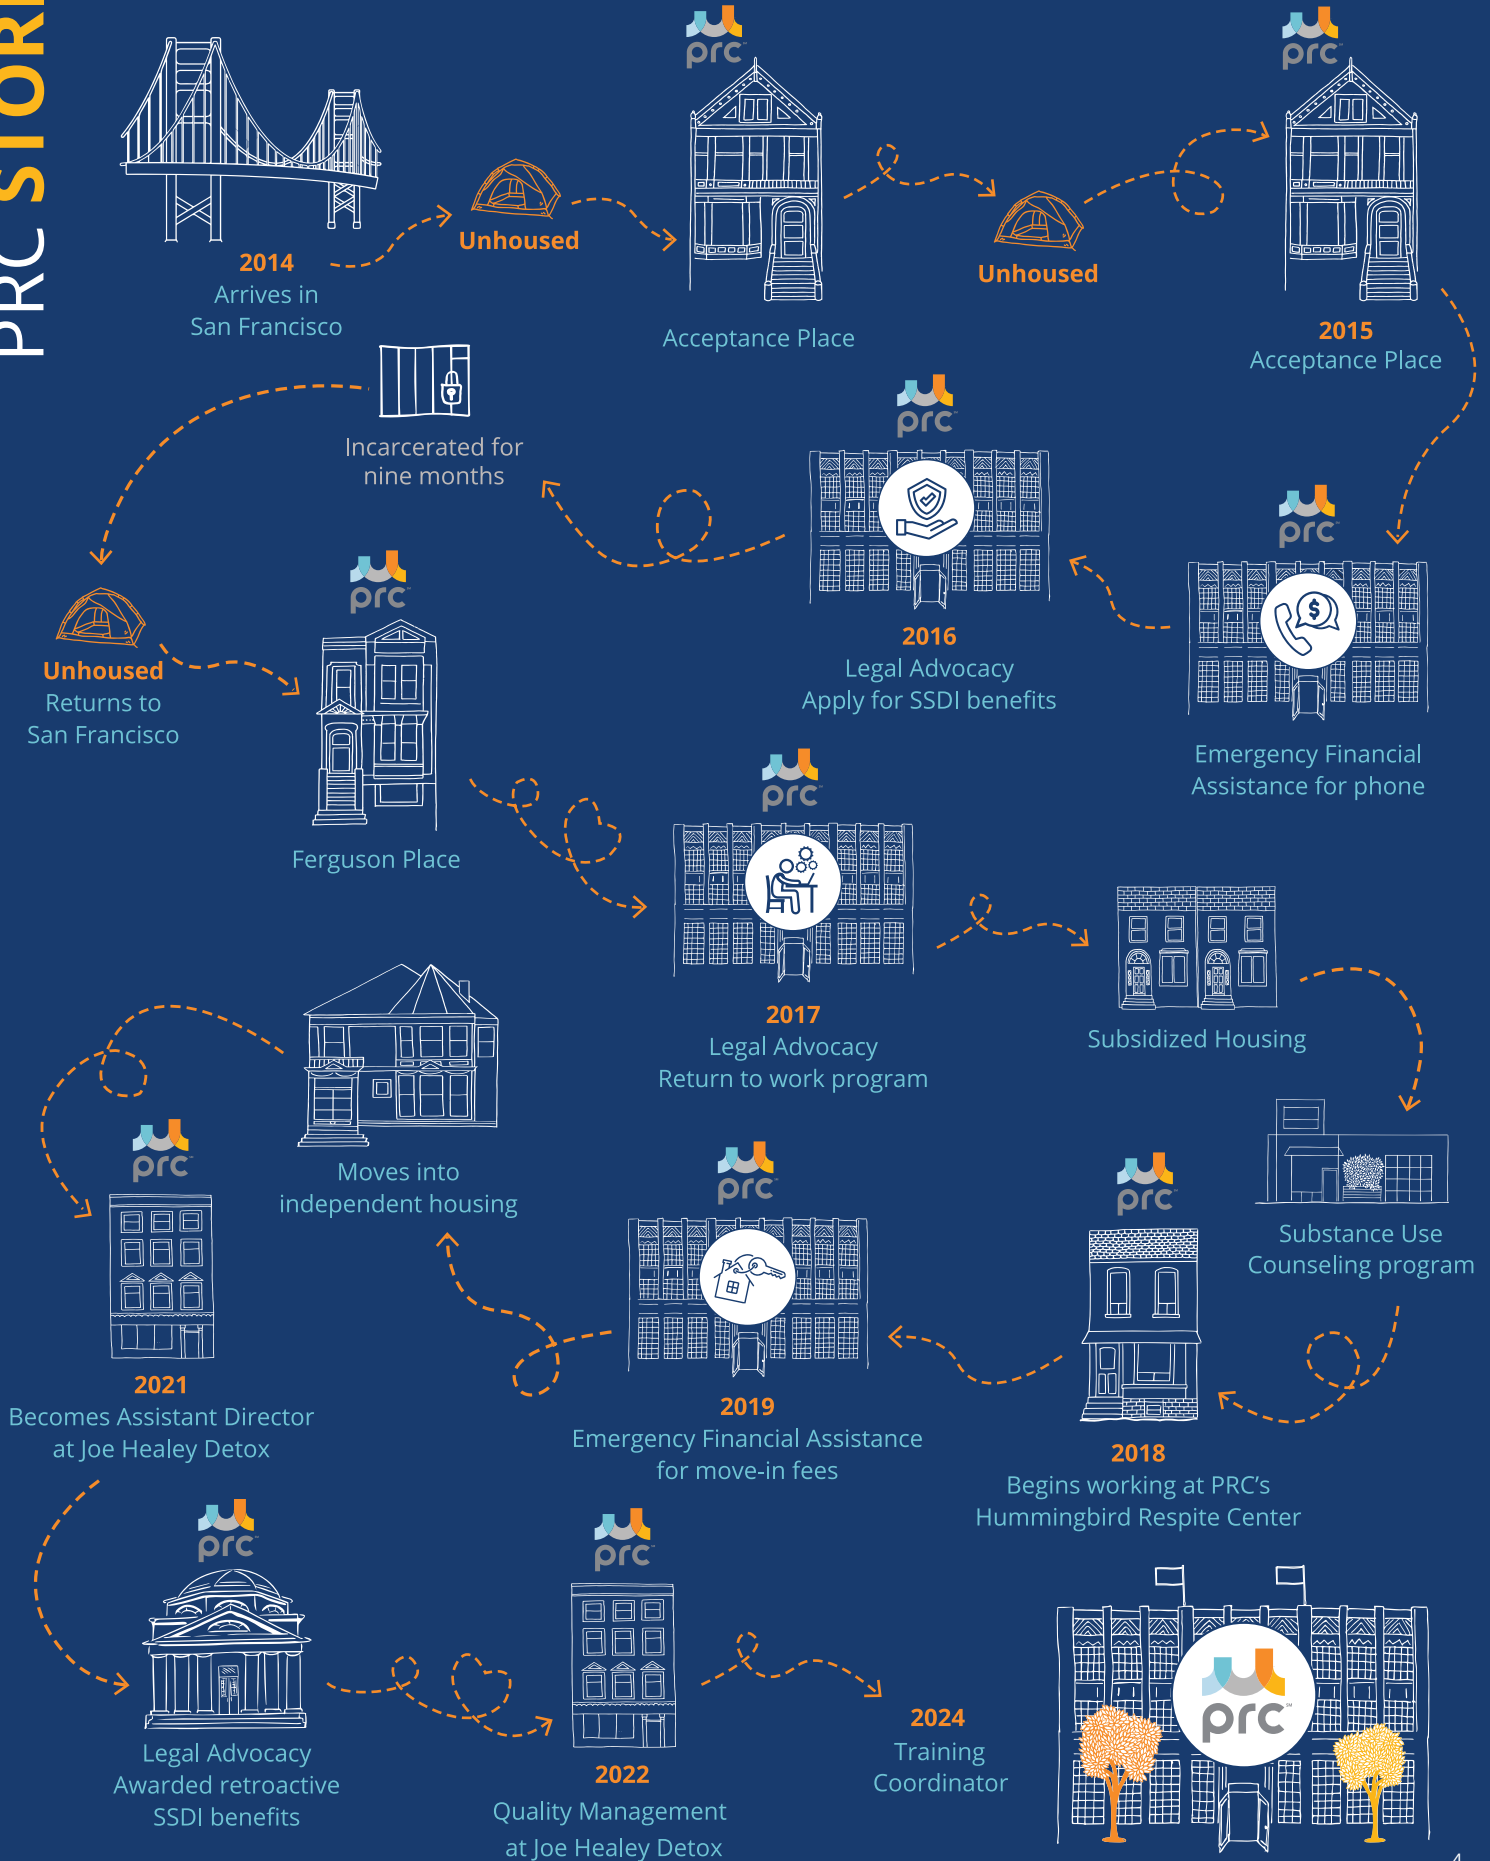 PRC STORI
prc
prc
2014
Arrives in
San Francisco
Unhoused
Acceptance Place
Unhoused
2015
Acceptance Place
prc
Emergency Financial
Assistance for phone
prc
2016
Legal Advocacy
Apply for SSDI benefits
Incarcerated for
nine months
Unhoused
Returns to
San Francisco
prc
Ferguson Place
prc
2017
Legal Advocacy
Return to work program
Subsidized Housing
Substance Use
Counseling program
prc
2018
Begins working at PRC’s
Hummingbird Respite Center
prc
2019
Emergency Financial Assistance
for move-in fees
Moves into
independent housing
prc
2021
Becomes Assistant Director
at Joe Healey Detox
prc
Legal Advocacy
Awarded retroactive
SSDI benefits
prc
2022
Quality Management
at Joe Healey Detox
2024
Training
Coordinator
prc